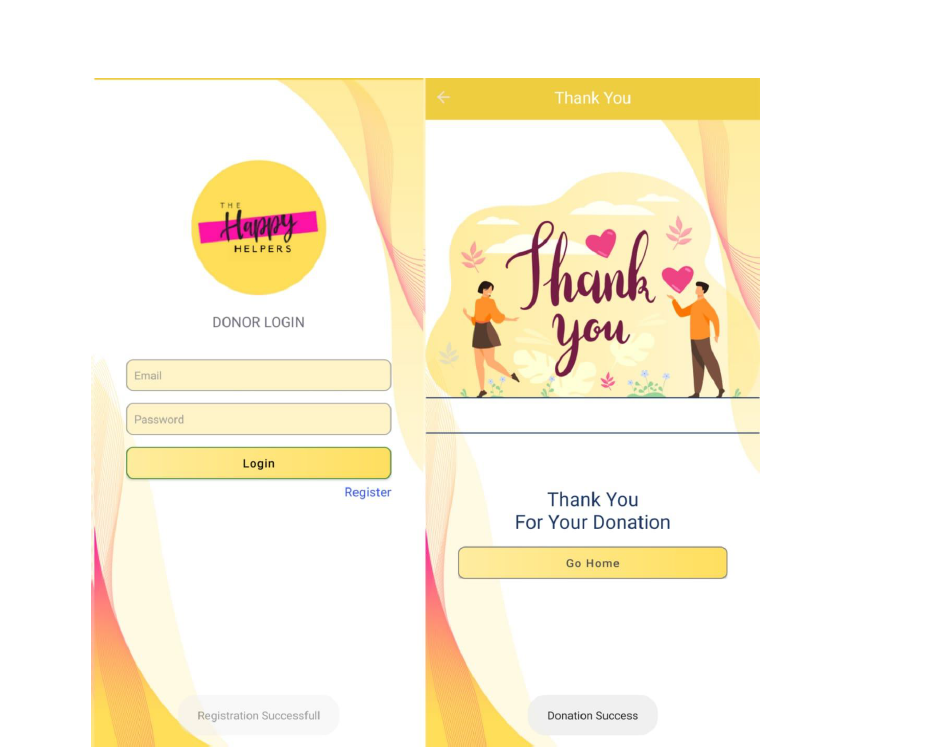 THE
Happy
HELPERS
DONOR LOGIN
Email
Password
Login
Register
Registration Successfull
Thank You
Thank
you
Thank You
For Your Donation
Go Home
Donation Success